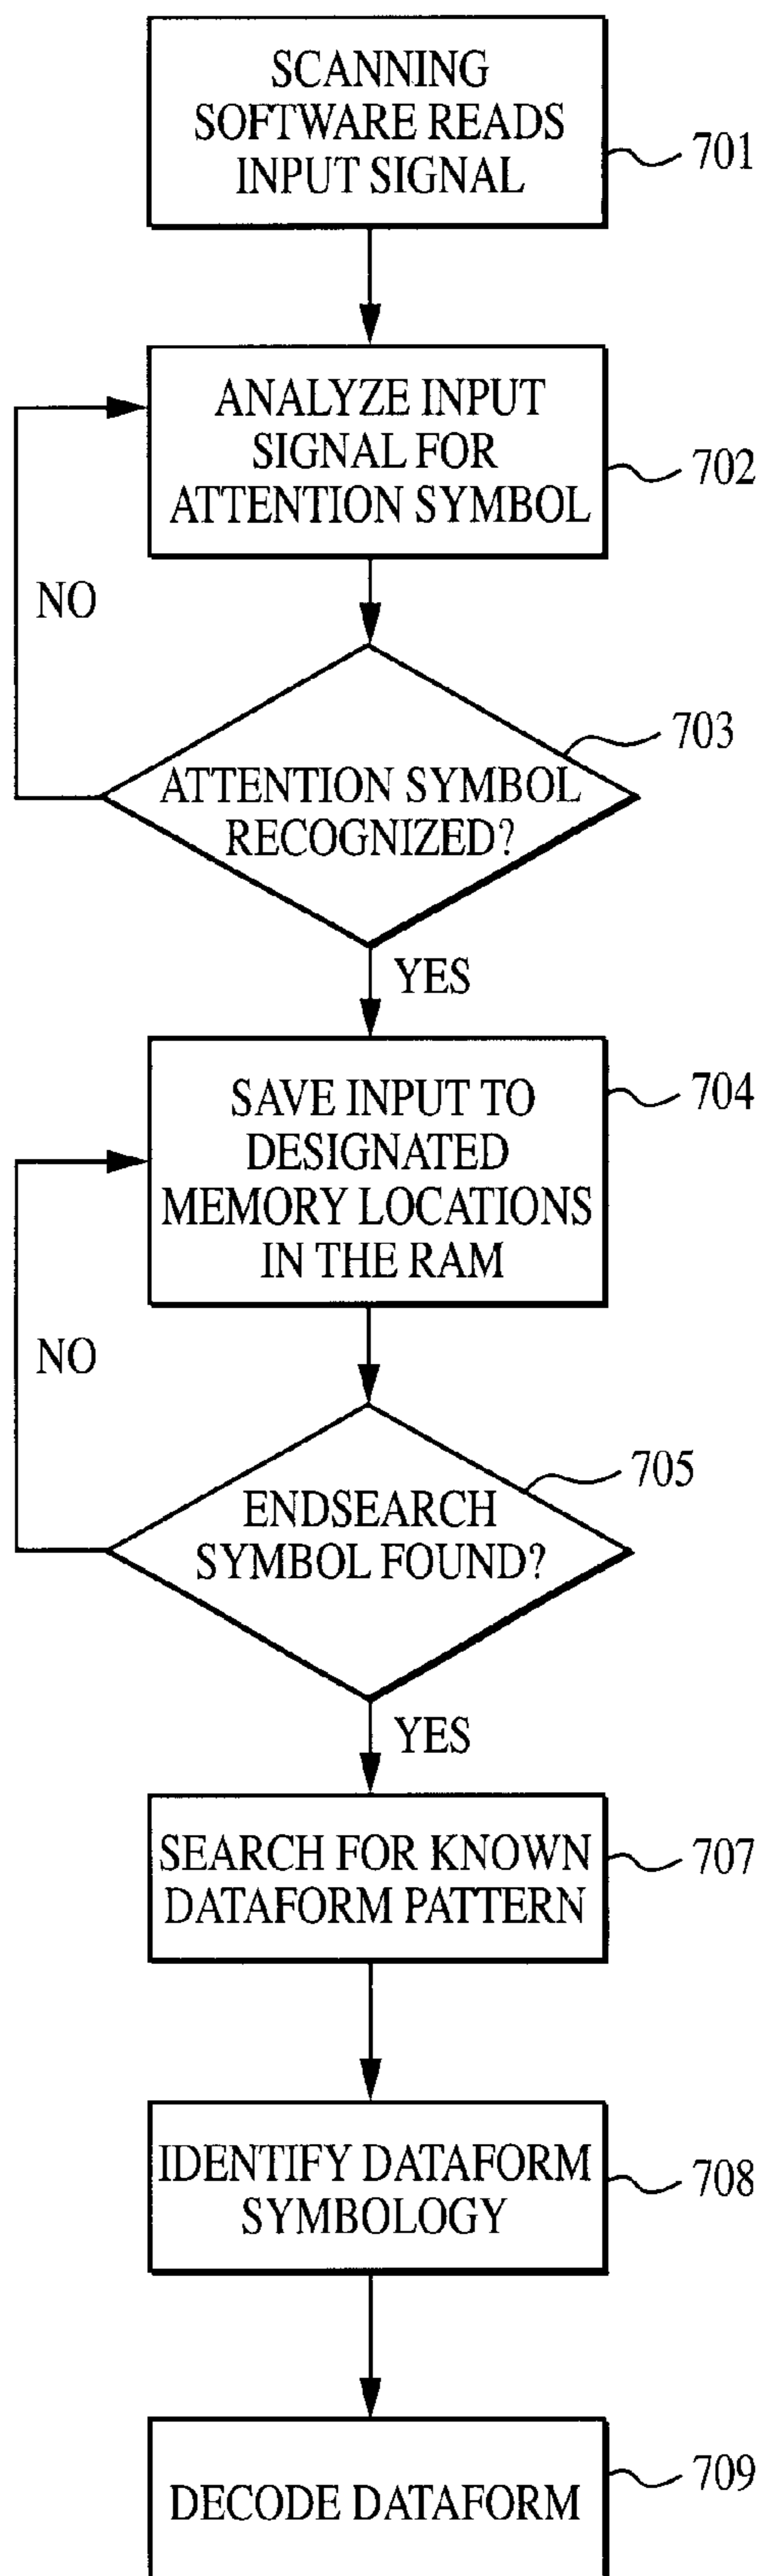 SCANNING
SOFTWARE READS
INPUT SIGNAL
701
ANALYZE INPUT
SIGNAL FOR
ATTENTION SYMBOL
702
NO
703
ATTENTION SYMBOL
RECOGNIZED?
YES
SAVE INPUT TO
DESIGNATED
MEMORY LOCATIONS
IN THE RAM
704
NO
705
ENDSEARCH
SYMBOL FOUND?
YES
SEARCH FOR KNOWN
DATAFORM PATTERN
707
IDENTIFY DATAFORM
SYMBOLOGY
708
DECODE DATAFORM
709